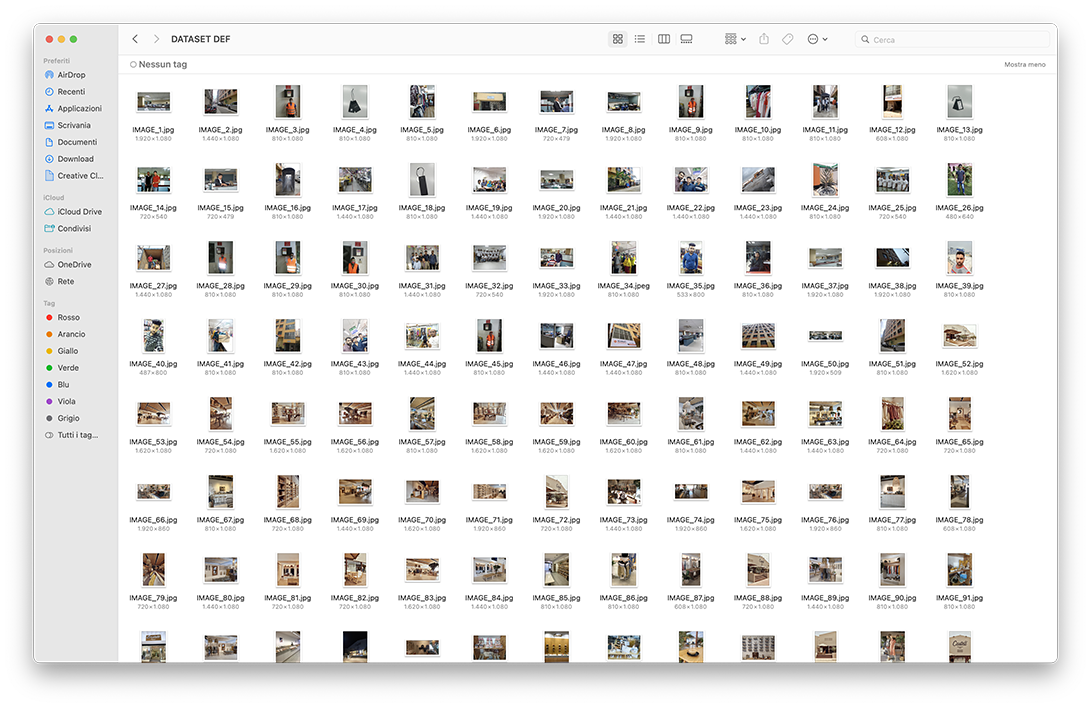 DATASET DEF
Cerca
Nessun tag
Mostra meno
Preferiti
AirDrop
Recenti
Applicazioni
Scrivania
Documenti
Download
Creative Cl...
iCloud
iCloud Drive
Condivisi
Posizioni
OneDrive
Rete
Tag
Rosso
Arancio
Giallo
Verde
Blu
Viola
Grigio
Tutti i tag...
IMAGE_1.jpg IMAGE_2.jpg IMAGE_3.jpg IMAGE_4.jpg IMAGE_5.jpg IMAGE_6.jpg IMAGE_7.jpg IMAGE_8.jpg IMAGE_9.jpg IMAGE_10.jpg IMAGE_11.jpg IMAGE_12.jpg IMAGE_13.jpg
1.920×1.080 1.440×1.080 810×1.080 810×1.080 810×1.080 1.920×1.080 720×479 1.920×1.080 810×1.080 810×1.080 810×1.080 608×1.080 810×1.080
IMAGE_14.jpg IMAGE_15.jpg IMAGE_16.jpg IMAGE_17.jpg IMAGE_18.jpg IMAGE_19.jpg IMAGE_20.jpg IMAGE_21.jpg IMAGE_22.jpg IMAGE_23.jpg IMAGE_24.jpg IMAGE_25.jpg IMAGE_26.jpg
720×540 720×479 810×1.080 1.440×1.080 810×1.080 1.440×1.080 1.920×1.080 1.440×1.080 1.440×1.080 1.440×1.080 810×1.080 720×540 480×640
IMAGE_27.jpg IMAGE_28.jpg IMAGE_29.jpg IMAGE_30.jpg IMAGE_31.jpg IMAGE_32.jpg IMAGE_33.jpg IMAGE_34.jpeg IMAGE_35.jpg IMAGE_36.jpg IMAGE_37.jpg IMAGE_38.jpg IMAGE_39.jpg
1.440×1.080 810×1.080 810×1.080 810×1.080 1.440×1.080 720×540 1.920×1.080 810×1.080 533×800 810×1.080 1.920×1.080 1.920×1.080 810×1.080
IMAGE_40.jpg IMAGE_41.jpg IMAGE_42.jpg IMAGE_43.jpg IMAGE_44.jpg IMAGE_45.jpg IMAGE_46.jpg IMAGE_47.jpg IMAGE_48.jpg IMAGE_49.jpg IMAGE_50.jpg IMAGE_51.jpg IMAGE_52.jpg
487×800 810×1.080 810×1.080 810×1.080 1.440×1.080 810×1.080 1.440×1.080 1.440×1.080 810×1.080 1.440×1.080 1.920×509 810×1.080 1.620×1.080
IMAGE_53.jpg IMAGE_54.jpg IMAGE_55.jpg IMAGE_56.jpg IMAGE_57.jpg IMAGE_58.jpg IMAGE_59.jpg IMAGE_60.jpg IMAGE_61.jpg IMAGE_62.jpg IMAGE_63.jpg IMAGE_64.jpg IMAGE_65.jpg
1.620×1.080 720×1.080 1.620×1.080 1.620×1.080 810×1.080 1.620×1.080 1.620×1.080 1.620×1.080 810×1.080 1.440×1.080 1.440×1.080 720×1.080 720×1.080
IMAGE_66.jpg IMAGE_67.jpg IMAGE_68.jpg IMAGE_69.jpg IMAGE_70.jpg IMAGE_71.jpg IMAGE_72.jpg IMAGE_73.jpg IMAGE_74.jpg IMAGE_75.jpg IMAGE_76.jpg IMAGE_77.jpg IMAGE_78.jpg
1.920×860 810×1.080 720×1.080 1.440×1.080 1.620×1.080 1.920×860 720×1.080 1.440×1.080 1.920×860 1.620×1.080 1.920×860 810×1.080 608×1.080
IMAGE_79.jpg IMAGE_80.jpg IMAGE_81.jpg IMAGE_82.jpg IMAGE_83.jpg IMAGE_84.jpg IMAGE_85.jpg IMAGE_86.jpg IMAGE_87.jpg IMAGE_88.jpg IMAGE_89.jpg IMAGE_90.jpg IMAGE_91.jpg
720×1.080 1.440×1.080 720×1.080 720×1.080 1.620×1.080 1.440×1.080 810×1.080 810×1.080 608×1.080 720×1.080 1.440×1.080 810×1.080 810×1.080